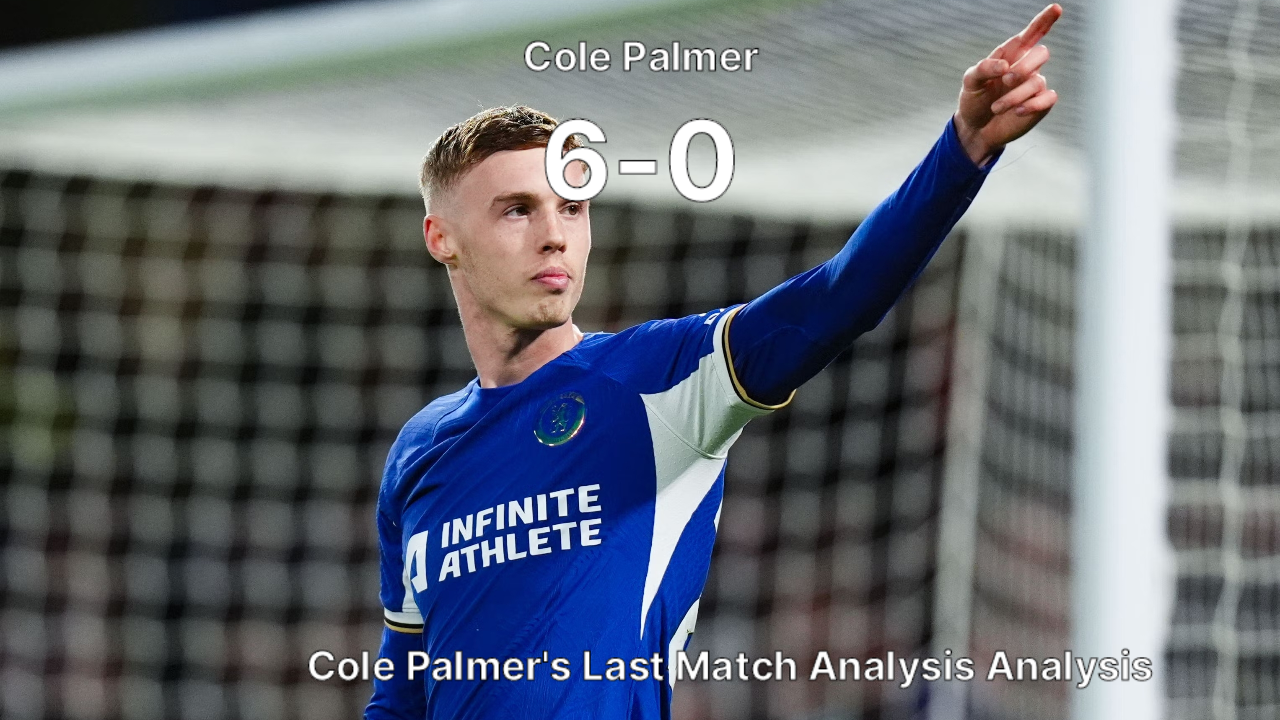 Cole Palmer
6-0
INFINITE
ATHLETE
Cole Palmer's Last Match Analysis Analysis